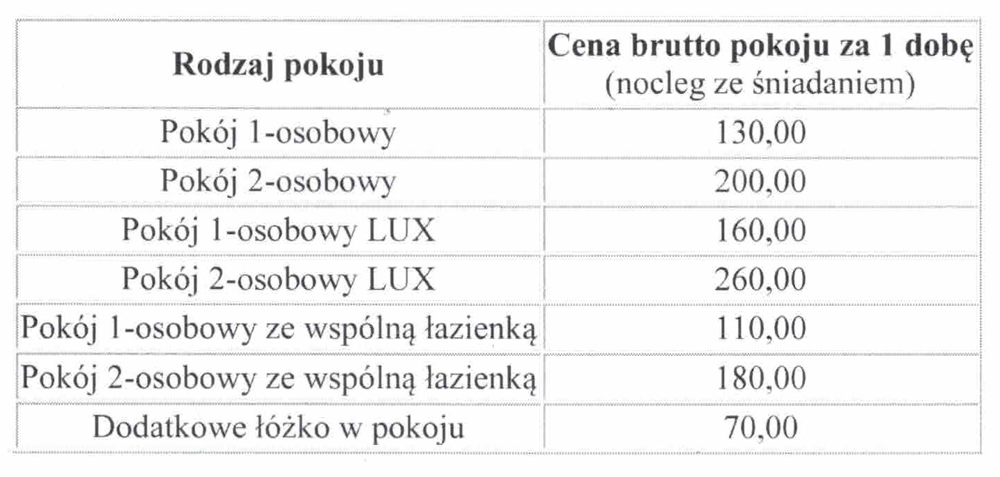 Rodzaj pokoju
Cena brutto pokoju za 1 dobę
(nocleg ze śniadaniem)
Pokój 1-osobowy 130,00
Pokój 2-osobowy 200,00
Pokój 1-osobowy LUX 160,00
Pokój 2-osobowy LUX 260,00
Pokój 1-osobowy ze wspólną łazienką 110,00
Pokój 2-osobowy ze wspólną łazienką 180,00
Dodatkowe łóżko w pokoju 70,00